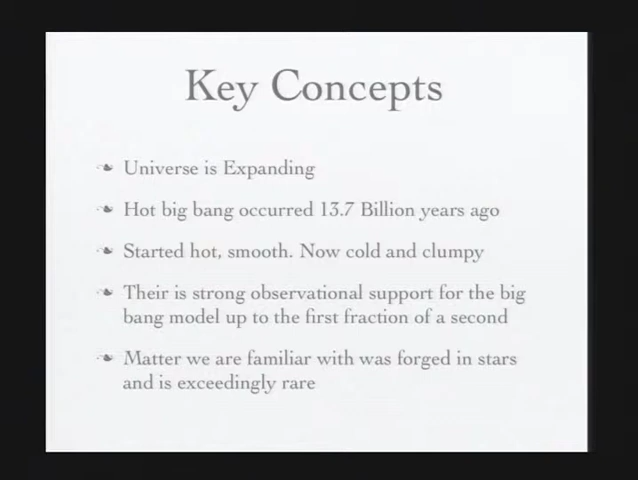 Key Concepts
Universe is Expanding
Hot big bang occurred 13.7 Billion years ago
Started hot, smooth. Now cold and clumpy
Their is strong observational support for the big
bang model up to the first fraction of a second
Matter we are familiar with was forged in stars
and is exceedingly rare